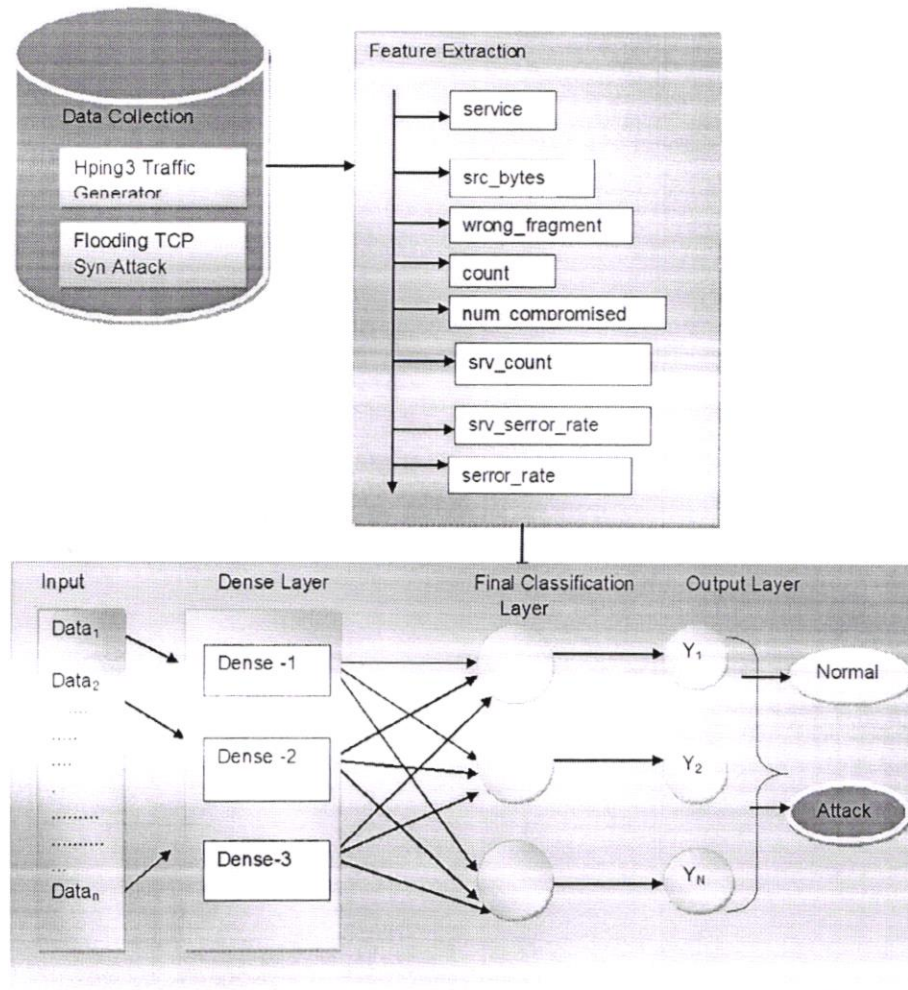 Data Collection
Hping3 Traffic
Generator
Flooding TCP
Syn Attack
Feature Extraction
service
src_bytes
wrong_fragment
count
num_compromised
srv_count
srv_serror_rate
serror_rate
Input
Dense Layer
Final Classification
Layer
Output Layer
Data₁
Data₂
.....
.....
....
.
.........
..........
...
Dataₙ
Dense -1
Dense -2
Dense-3
Y₁
Y₂
Y_N
Normal
Attack